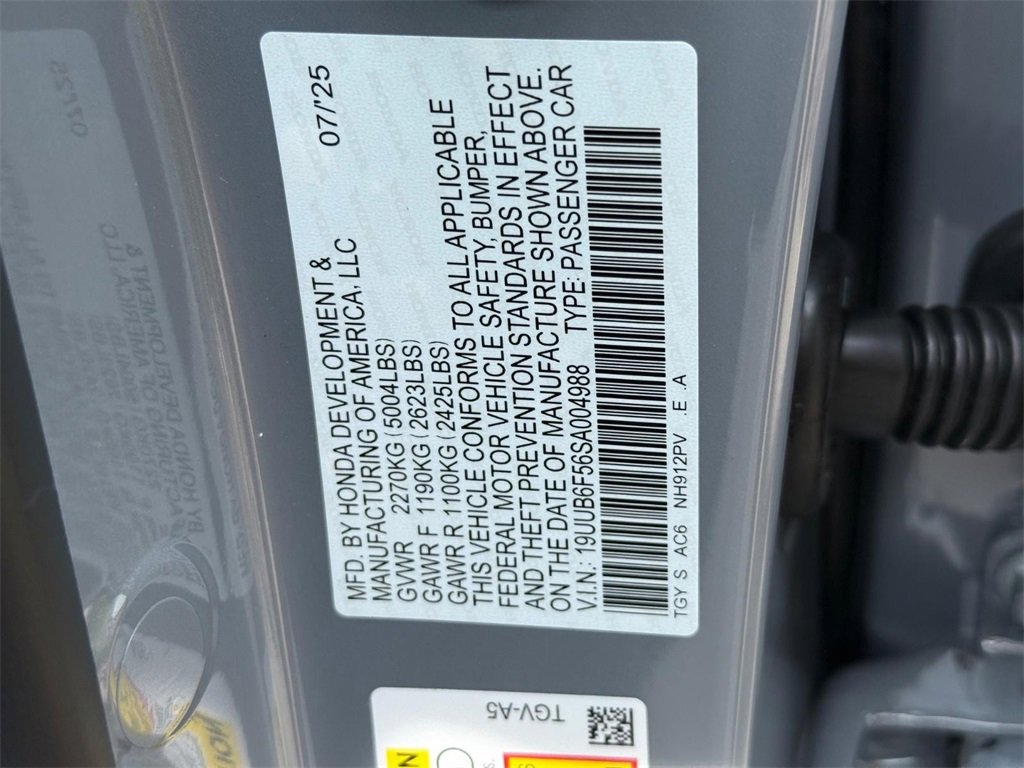 MFD. BY HONDA DEVELOPMENT & 07/'25
MANUFACTURING OF AMERICA, LLC
GVWR 2270KG (5004LBS)
GAWR F 1190KG (2623LBS)
GAWR R 1100KG (2425LBS)
THIS VEHICLE CONFORMS TO ALL APPLICABLE
FEDERAL MOTOR VEHICLE SAFETY, BUMPER,
AND THEFT PREVENTION STANDARDS IN EFFECT
ON THE DATE OF MANUFACTURE SHOWN ABOVE.
V.I.N.: 19UUB6F56SA004988 TYPE: PASSENGER CAR
TGY S AC6 NH912PV E .A
TGV-A5